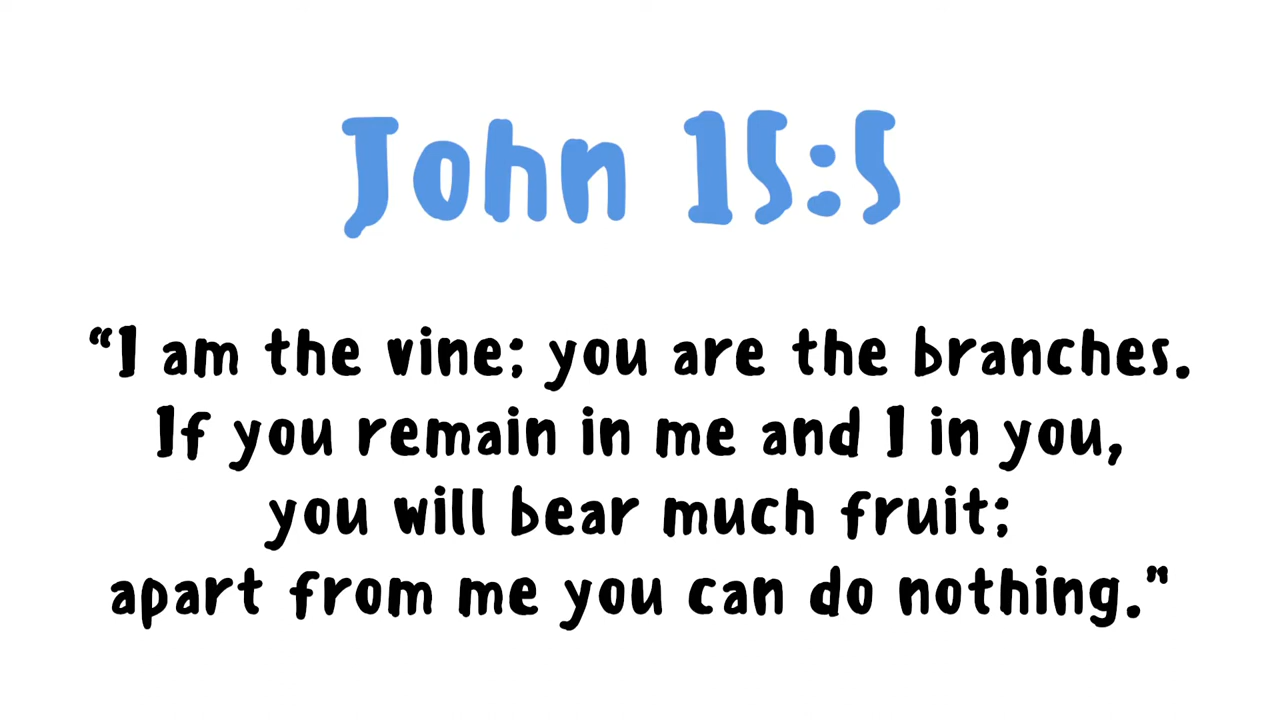 John 15:5
“I am the vine; you are the branches.
If you remain in me and I in you,
you will bear much fruit;
apart from me you can do nothing.”